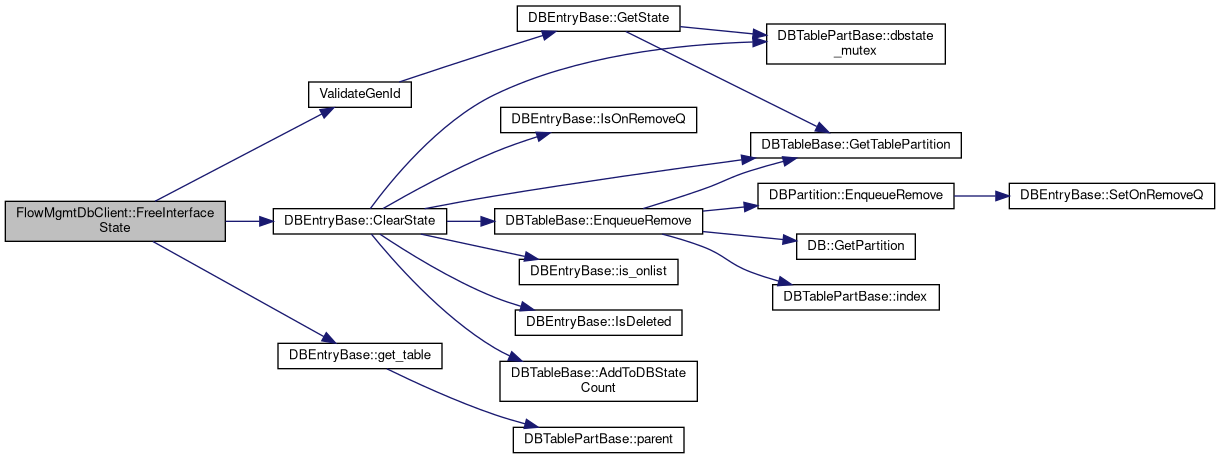 DBEntryBase::GetState
DBTablePartBase::dbstate
_mutex
ValidateGenId
DBEntryBase::IsOnRemoveQ
DBTableBase::GetTablePartition
FlowMgmtDbClient::FreeInterface
State
DBEntryBase::ClearState
DBTableBase::EnqueueRemove
DBPartition::EnqueueRemove
DBEntryBase::SetOnRemoveQ
DB::GetPartition
DBEntryBase::is_onlist
DBTablePartBase::index
DBEntryBase::IsDeleted
DBEntryBase::get_table
DBTableBase::AddToDBState
Count
DBTablePartBase::parent